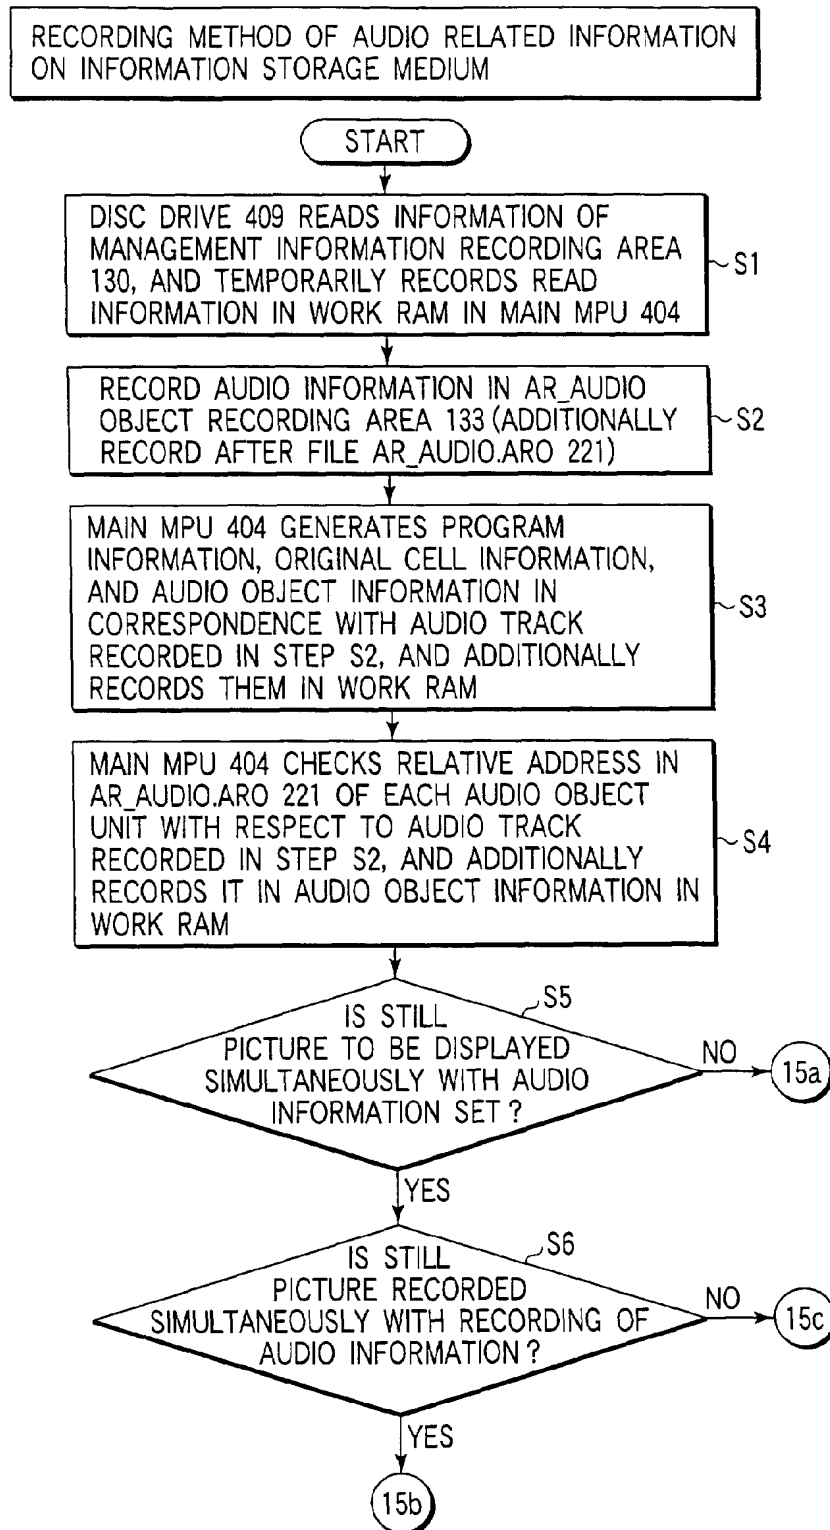 RECORDING METHOD OF AUDIO RELATED INFORMATION
ON INFORMATION STORAGE MEDIUM
START
DISC DRIVE 409 READS INFORMATION OF
MANAGEMENT INFORMATION RECORDING AREA
130, AND TEMPORARILY RECORDS READ
INFORMATION IN WORK RAM IN MAIN MPU 404
S1
RECORD AUDIO INFORMATION IN AR_AUDIO
OBJECT RECORDING AREA 133 (ADDITIONALLY
RECORD AFTER FILE AR_AUDIO.ARO 221)
S2
MAIN MPU 404 GENERATES PROGRAM
INFORMATION, ORIGINAL CELL INFORMATION,
AND AUDIO OBJECT INFORMATION IN
CORRESPONDENCE WITH AUDIO TRACK
RECORDED IN STEP S2, AND ADDITIONALLY
RECORDS THEM IN WORK RAM
S3
MAIN MPU 404 CHECKS RELATIVE ADDRESS IN
AR_AUDIO.ARO 221 OF EACH AUDIO OBJECT
UNIT WITH RESPECT TO AUDIO TRACK
RECORDED IN STEP S2, AND ADDITIONALLY
RECORDS IT IN AUDIO OBJECT INFORMATION IN
WORK RAM
S4
S5
IS STILL
PICTURE TO BE DISPLAYED
SIMULTANEOUSLY WITH AUDIO
INFORMATION SET?
NO
15a
YES
S6
IS STILL
PICTURE RECORDED
SIMULTANEOUSLY WITH RECORDING OF
AUDIO INFORMATION?
NO
15c
YES
15b